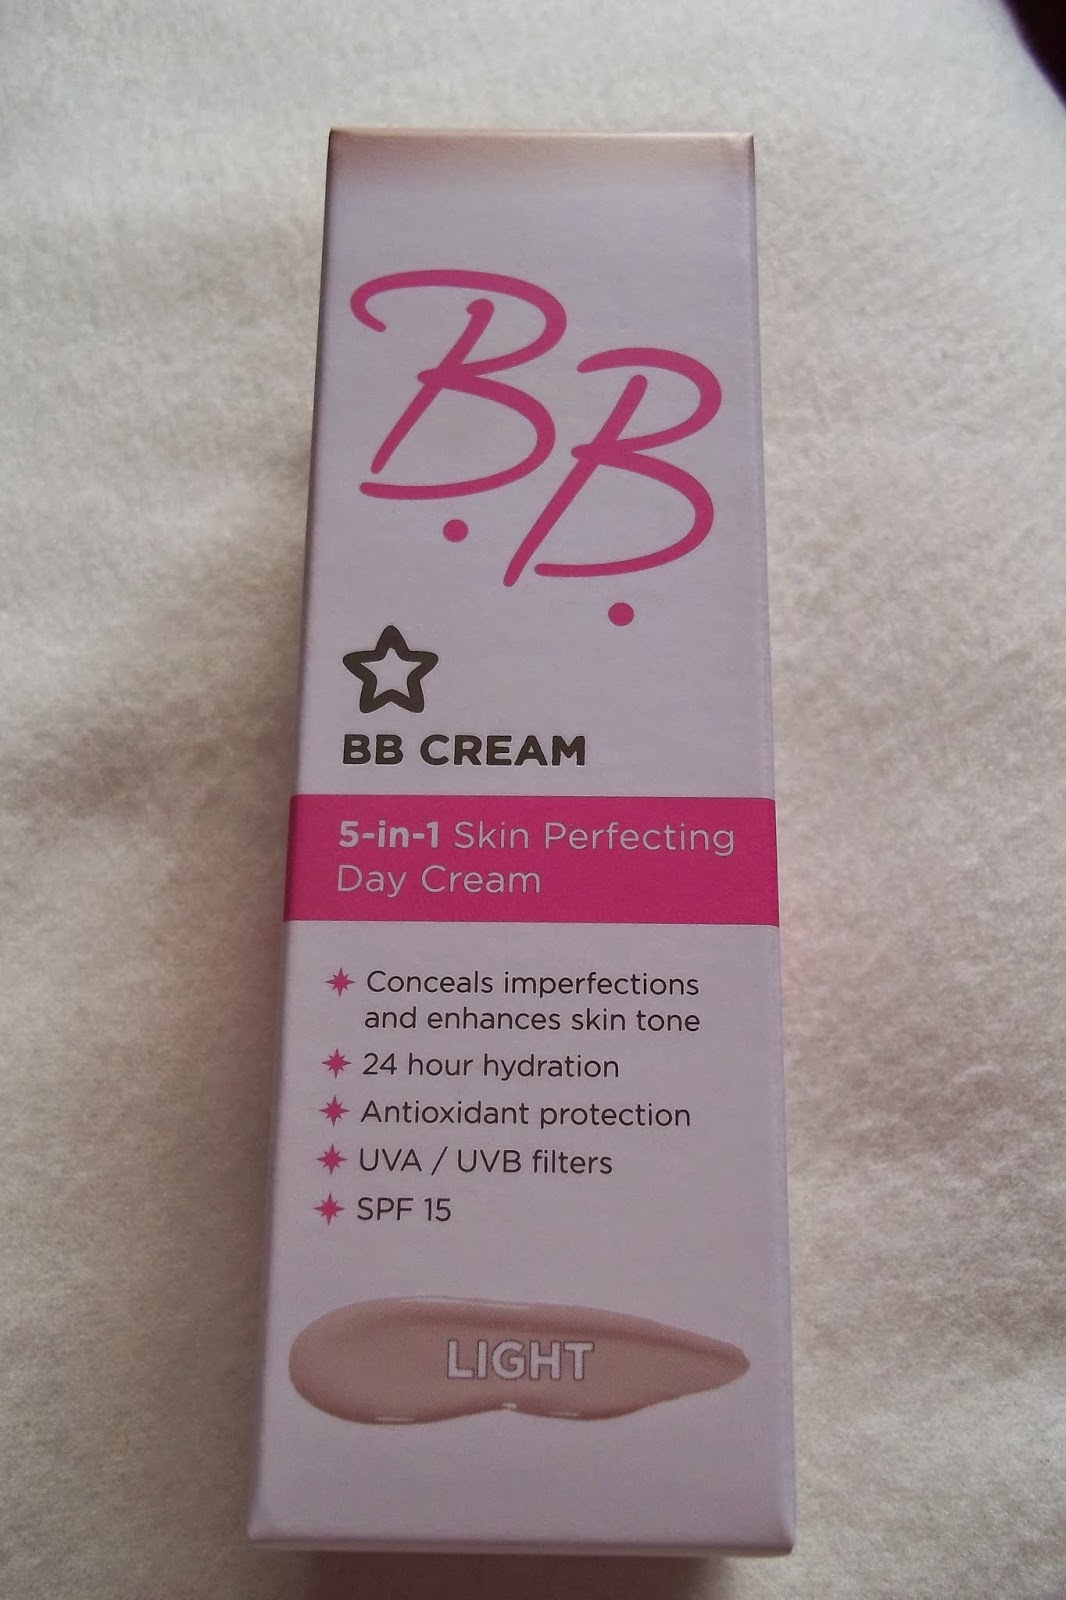 B.B.
BB CREAM
5-in-1 Skin Perfecting
Day Cream
Conceals imperfections
and enhances skin tone
24 hour hydration
Antioxidant protection
UVA / UVB filters
SPF 15
LIGHT